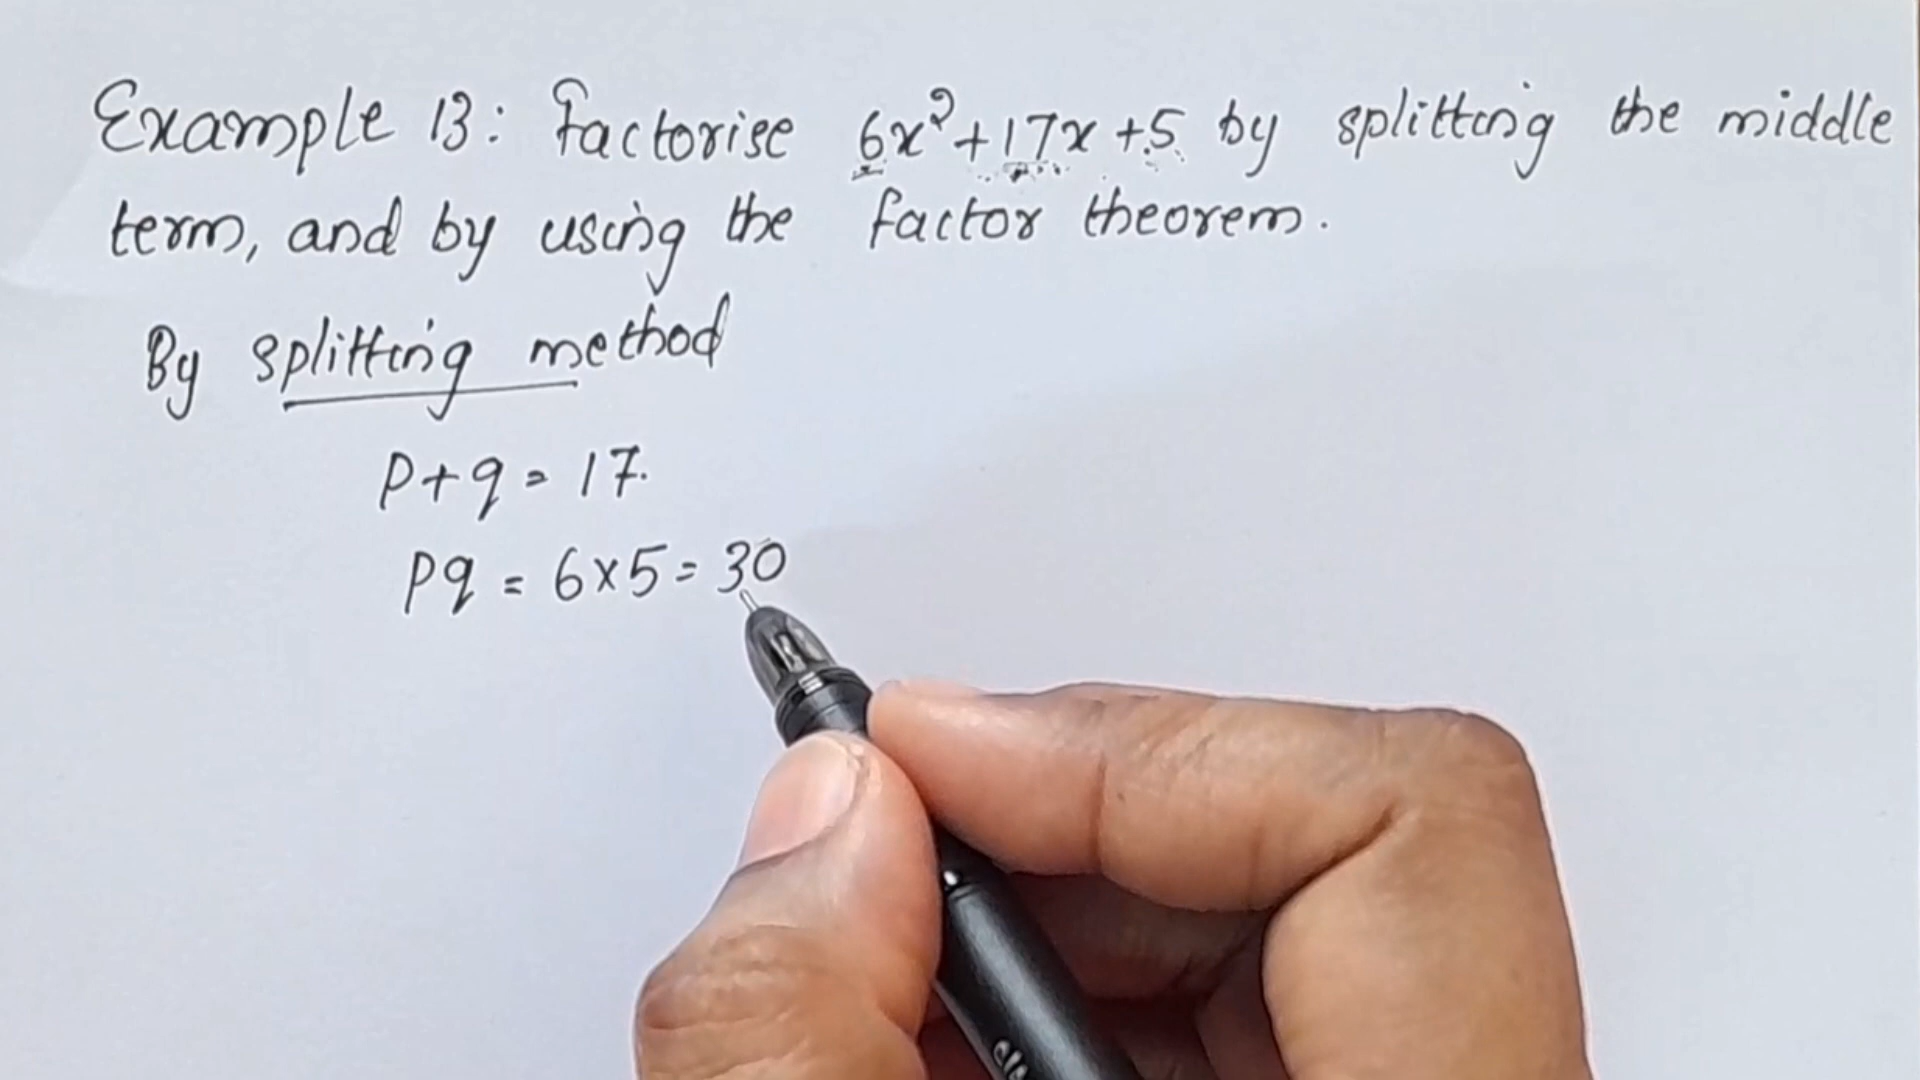 Example 13: Factorise 6x²+17x+5 by splitting the middle
term, and by using the factor theorem.
By splitting method
p+q=17.
pq = 6×5=30